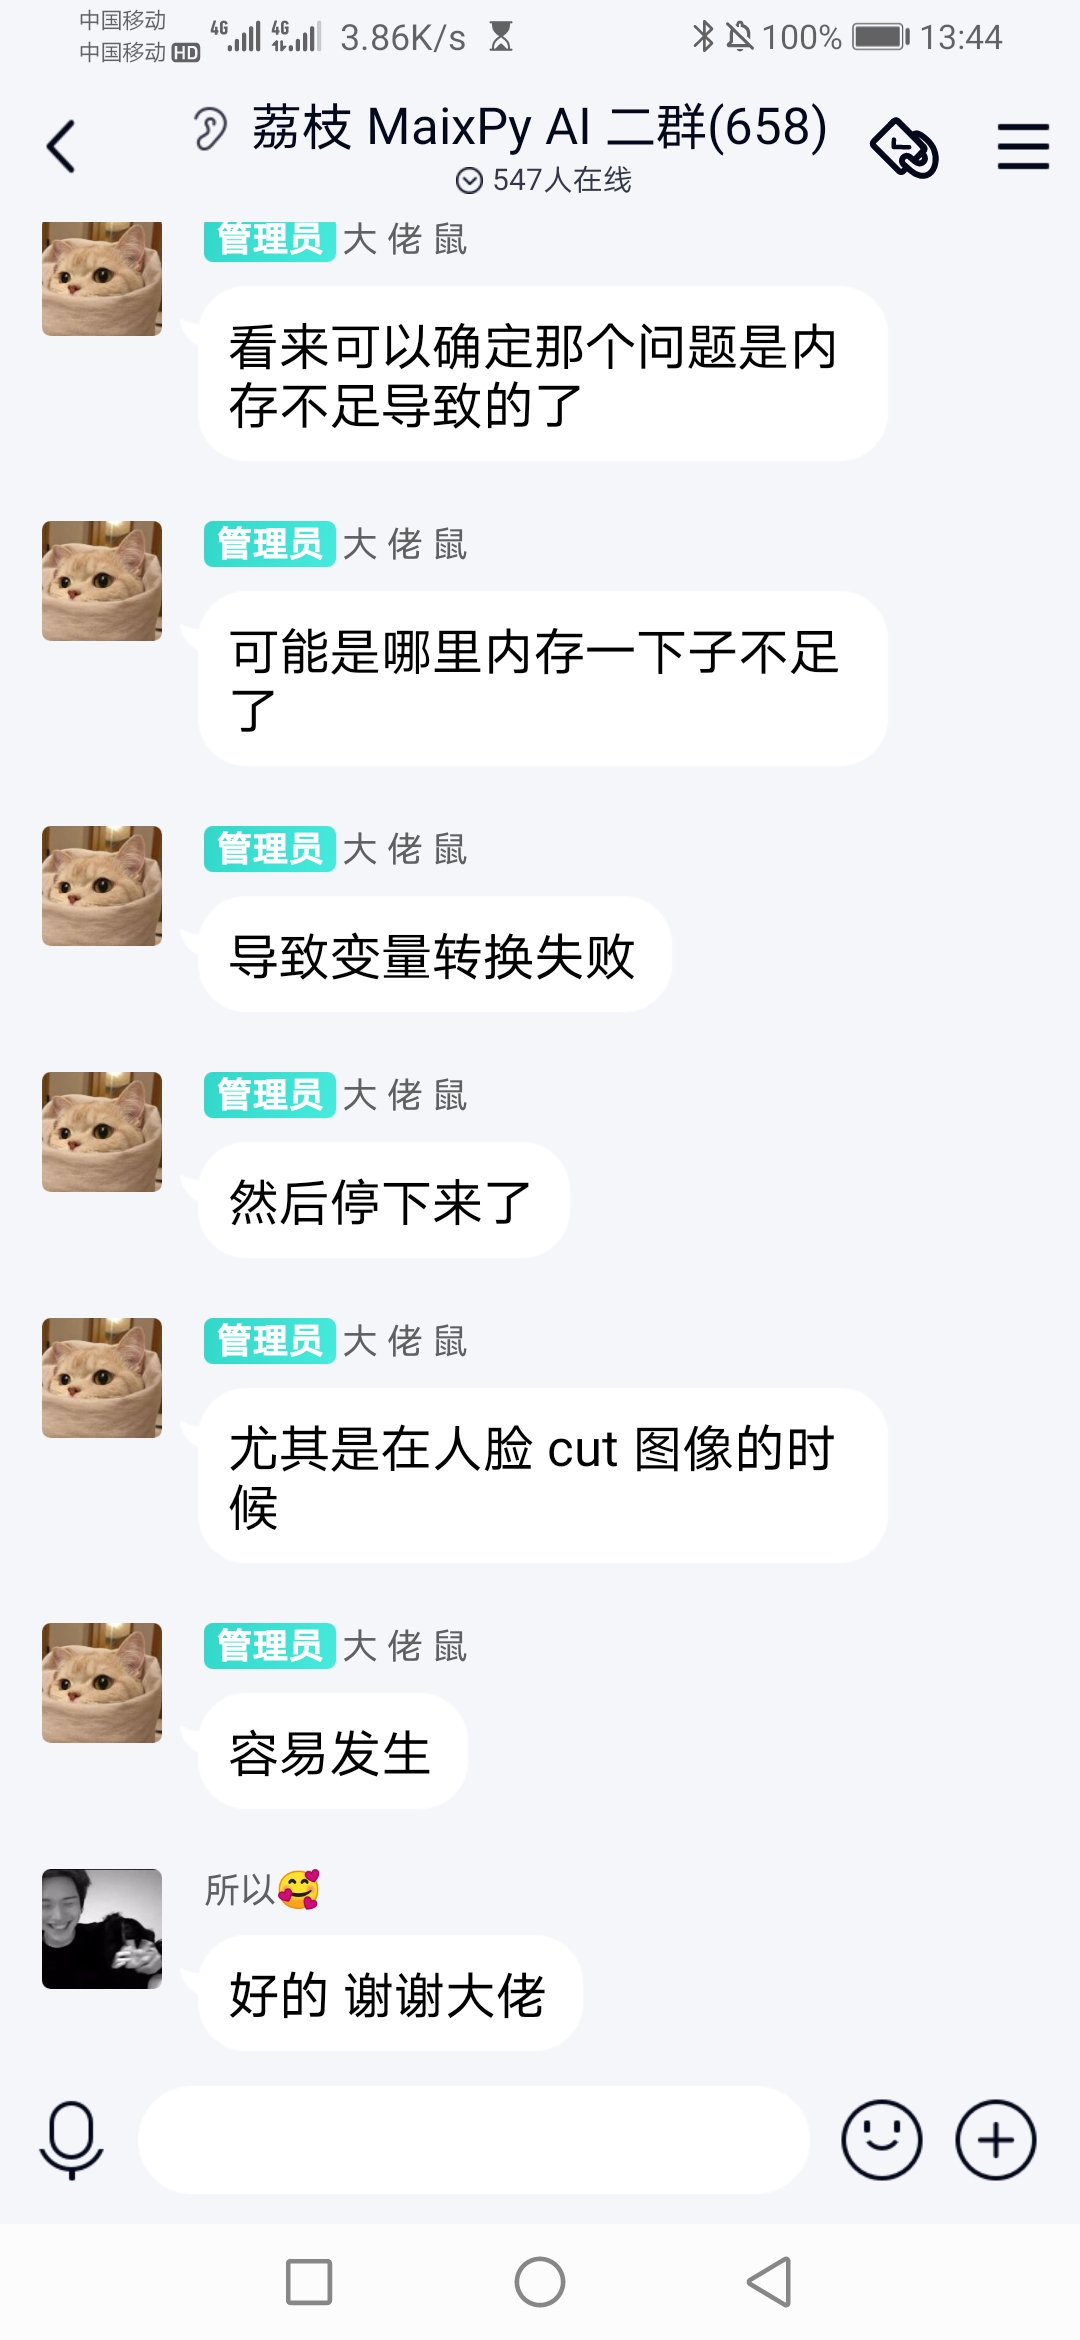 中国移动
中国移动 HD 4G 4G 3.86K/s 100% 13:44
荔枝 MaixPy AI 二群(658)
547人在线
管理员 大 佬 鼠
看来可以确定那个问题是内
存不足导致的了
管理员 大 佬 鼠
可能是哪里内存一下子不足
了
管理员 大 佬 鼠
导致变量转换失败
管理员 大 佬 鼠
然后停下来了
管理员 大 佬 鼠
尤其是在人脸 cut 图像的时
候
管理员 大 佬 鼠
容易发生
所以🥰
好的 谢谢大佬